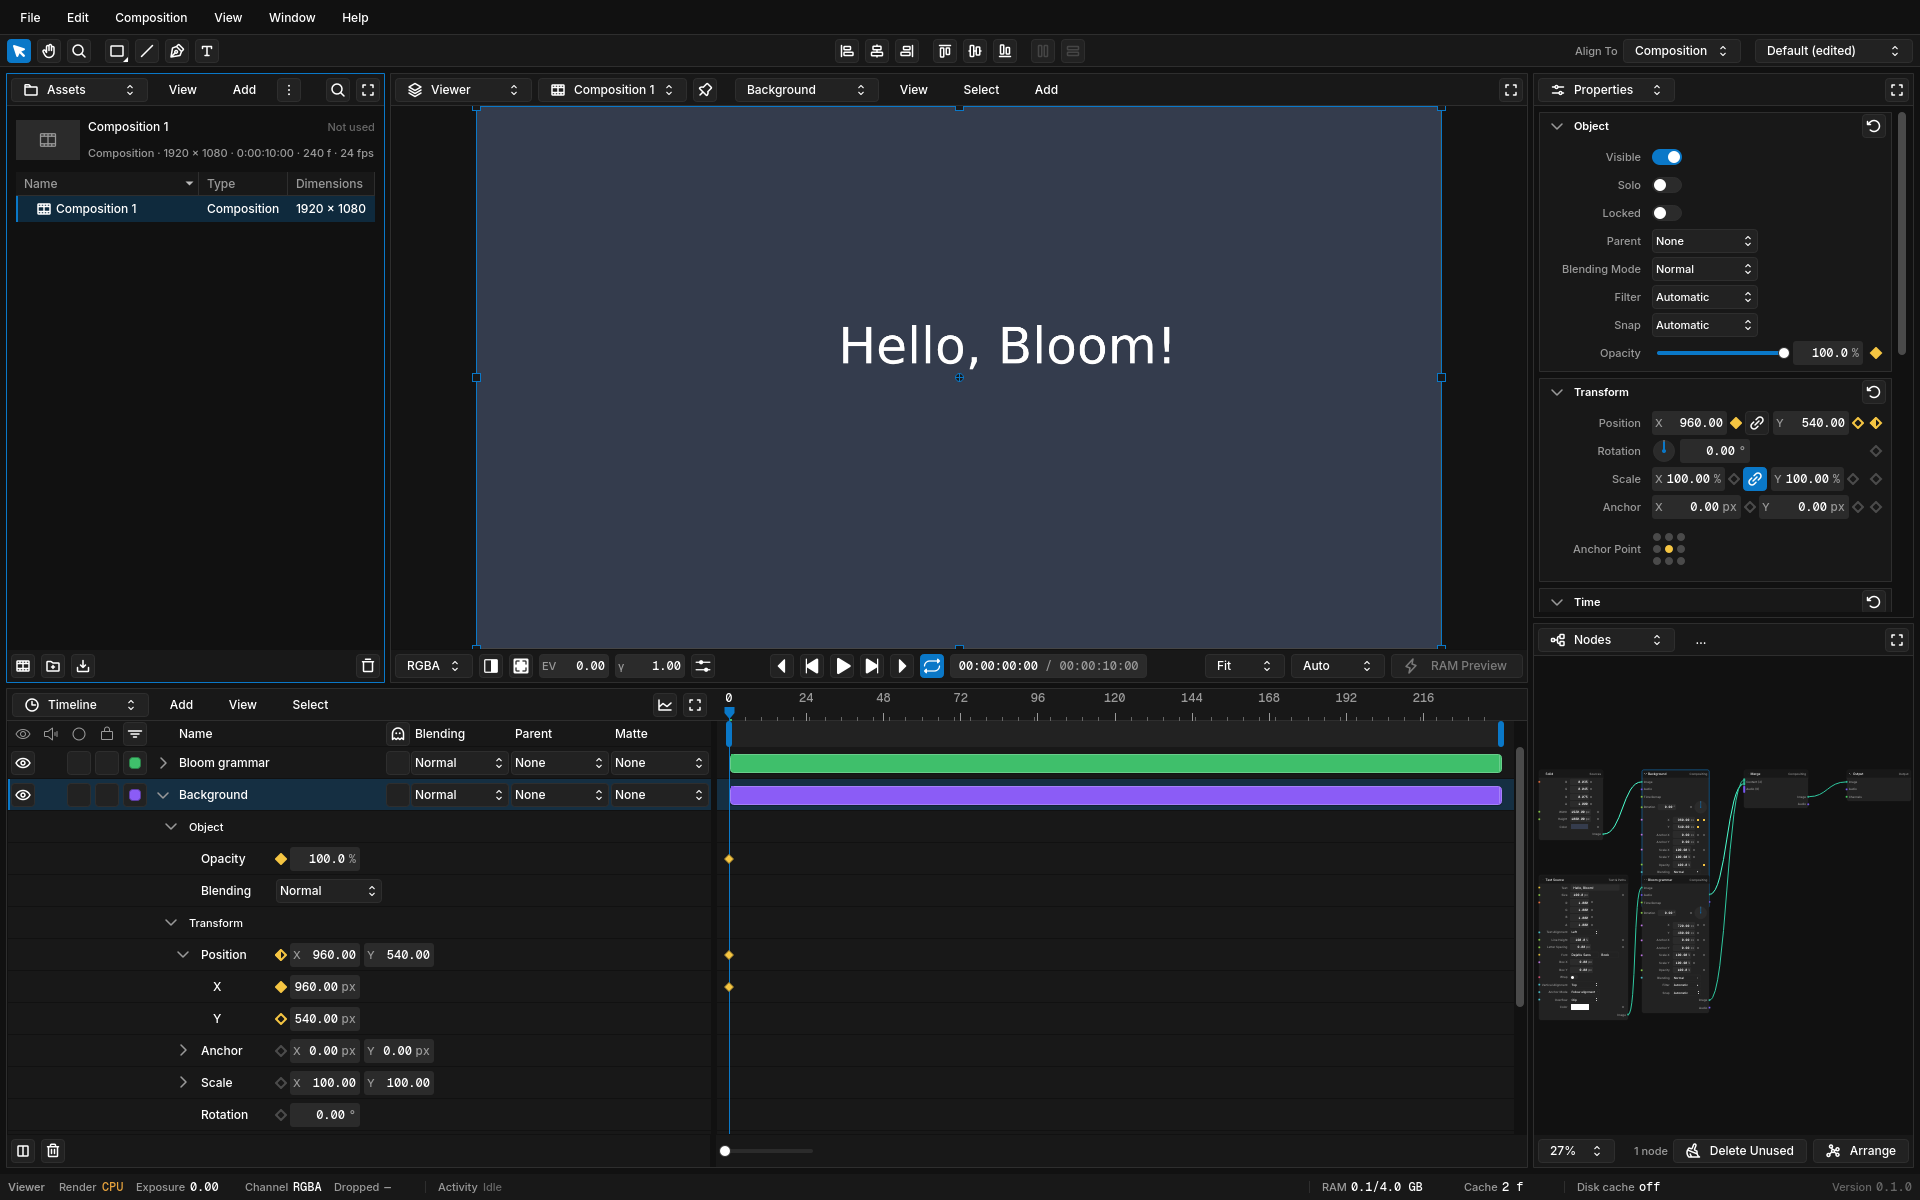 File Edit Composition View Window Help
Align To Composition Default (edited)
Assets View Add
Composition 1 Not used
Composition · 1920 × 1080 · 0:00:10:00 · 240 f · 24 fps
Name Type Dimensions
Composition 1 Composition 1920 × 1080
Viewer Composition 1 Background View Select Add
Hello, Bloom!
RGBA EV 0.00 γ 1.00 00:00:00:00 / 00:00:10:00 Fit Auto RAM Preview
Properties
Object
Visible
Solo
Locked
Parent None
Blending Mode Normal
Filter Automatic
Snap Automatic
Opacity 100.0 %
Transform
Position X 960.00 Y 540.00
Rotation 0.00 °
Scale X 100.00 % Y 100.00 %
Anchor X 0.00 px Y 0.00 px
Anchor Point
Time
Nodes ...
Timeline Add View Select
0 24 48 72 96 120 144 168 192 216
Name Blending Parent Matte
Bloom grammar Normal None None
Background Normal None None
Object
Opacity 100.0 %
Blending Normal
Transform
Position X 960.00 Y 540.00
X 960.00 px
Y 540.00 px
Anchor X 0.00 px Y 0.00 px
Scale X 100.00 Y 100.00
Rotation 0.00 °
27% 1 node Delete Unused Arrange
Viewer Render CPU Exposure 0.00 Channel RGBA Dropped – Activity Idle RAM 0.1/4.0 GB Cache 2 f Disk cache off Version 0.1.0